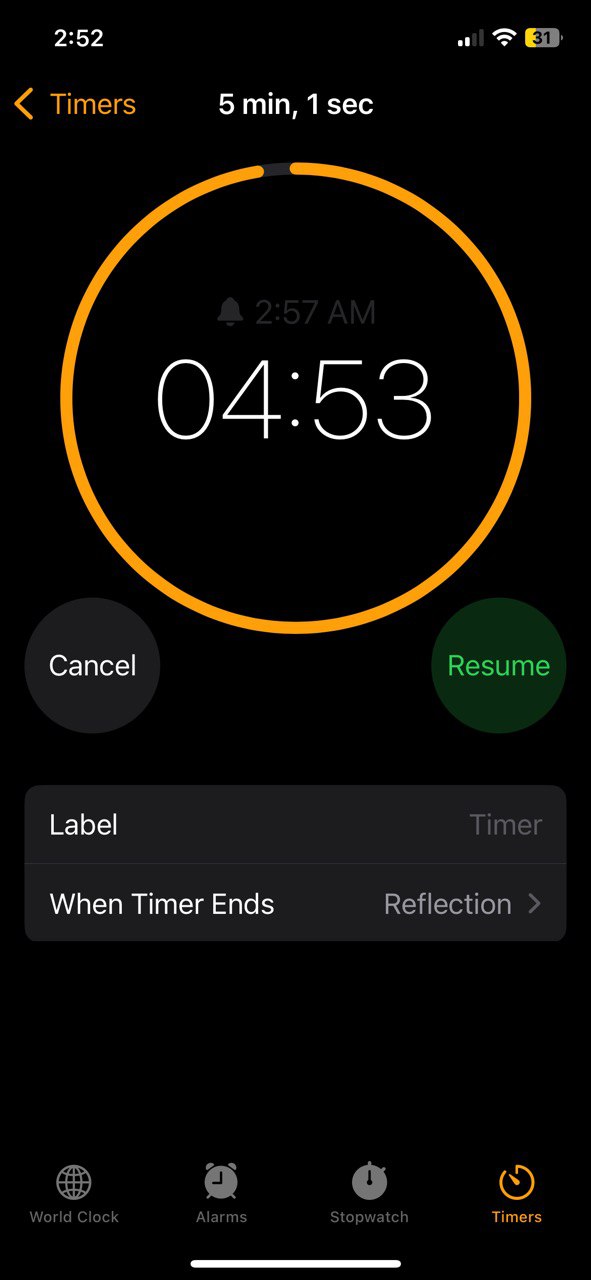 2:52
31
Timers
5 min, 1 sec
2:57 AM
04:53
Cancel
Resume
Label
Timer
When Timer Ends
Reflection
World Clock
Alarms
Stopwatch
Timers